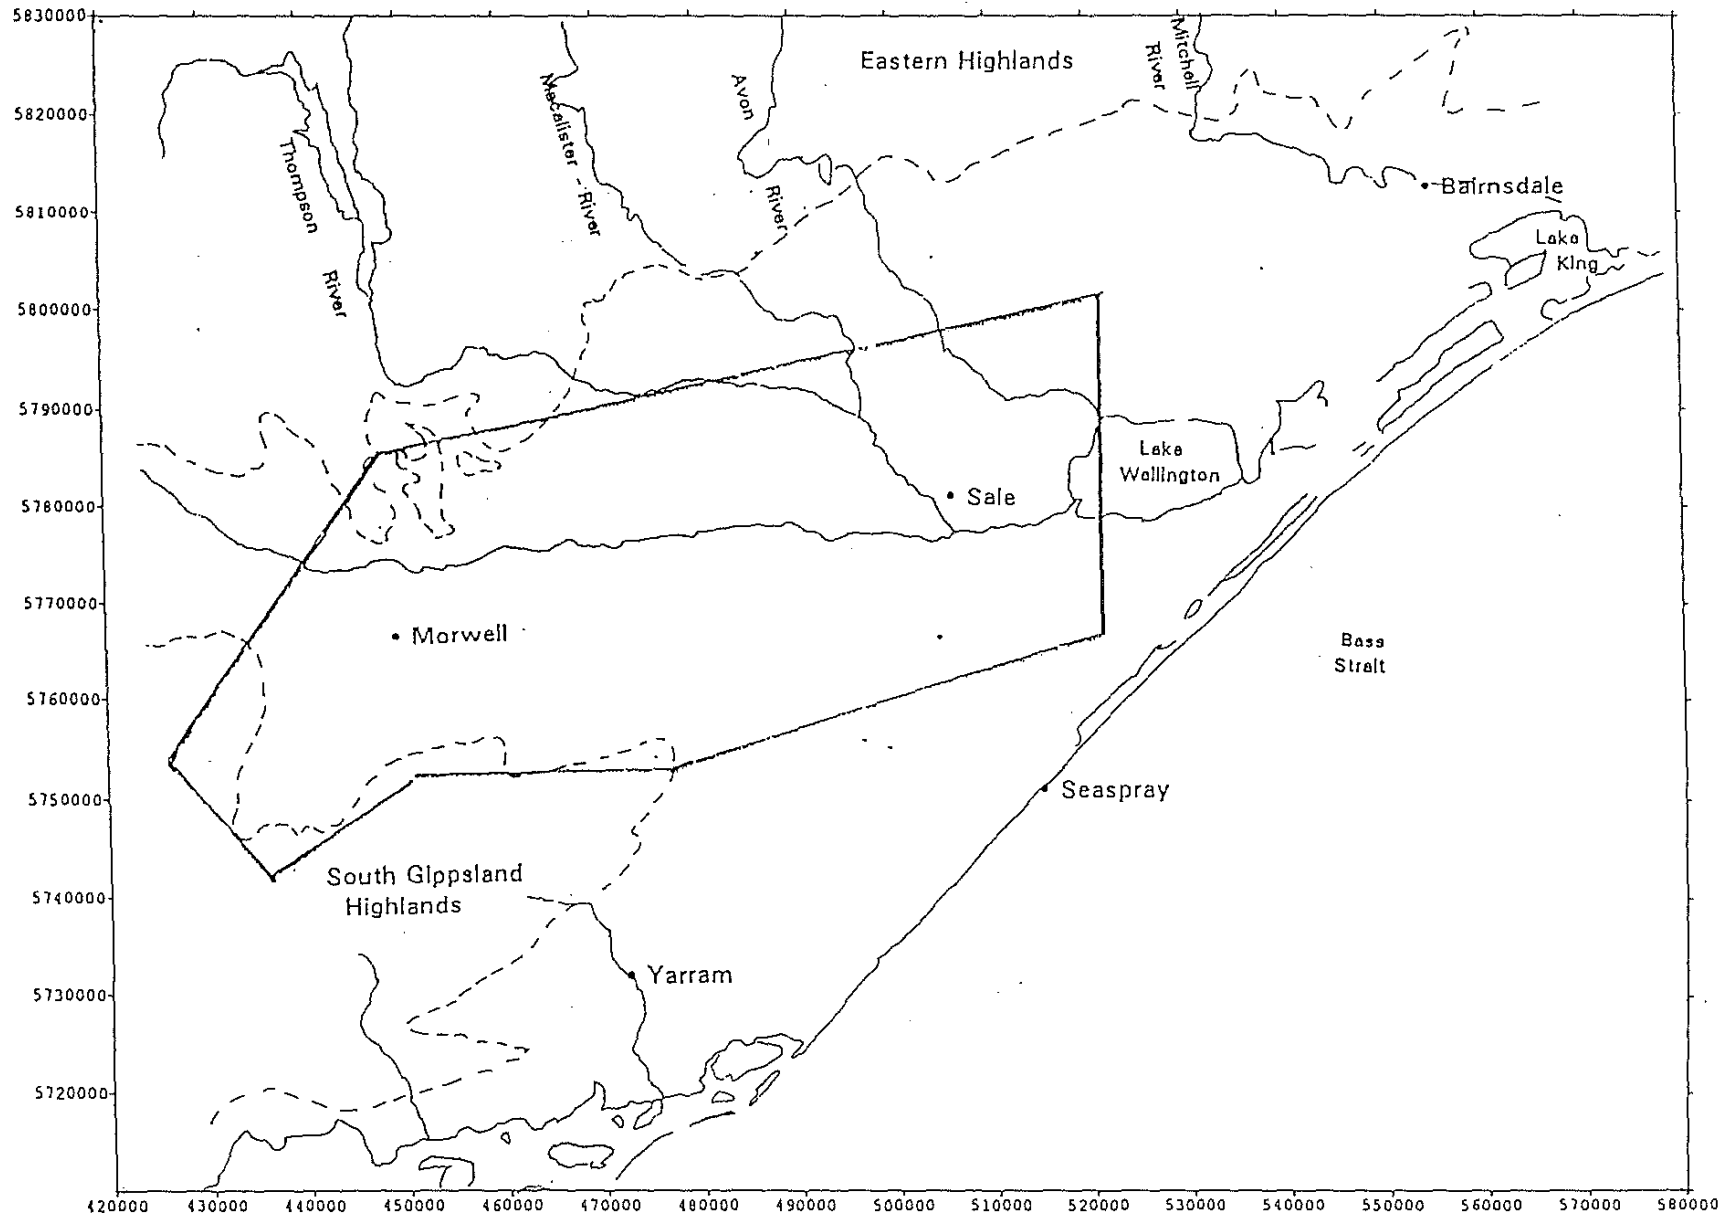 5830000
Eastern Highlands
Mitchell
River
Avon
River
Macalister - River
Thompson
River
5820000
Bairnsdale
5810000
Lake
King
5800000
5790000
Lake
Wellington
Sale
5780000
5770000
Morwell
Bass
Strait
5760000
5750000
Seaspray
South Gippsland
Highlands
5740000
Yarram
5730000
5720000
420000 430000 440000 450000 460000 470000 480000 490000 500000 510000 520000 530000 540000 550000 560000 570000 580000